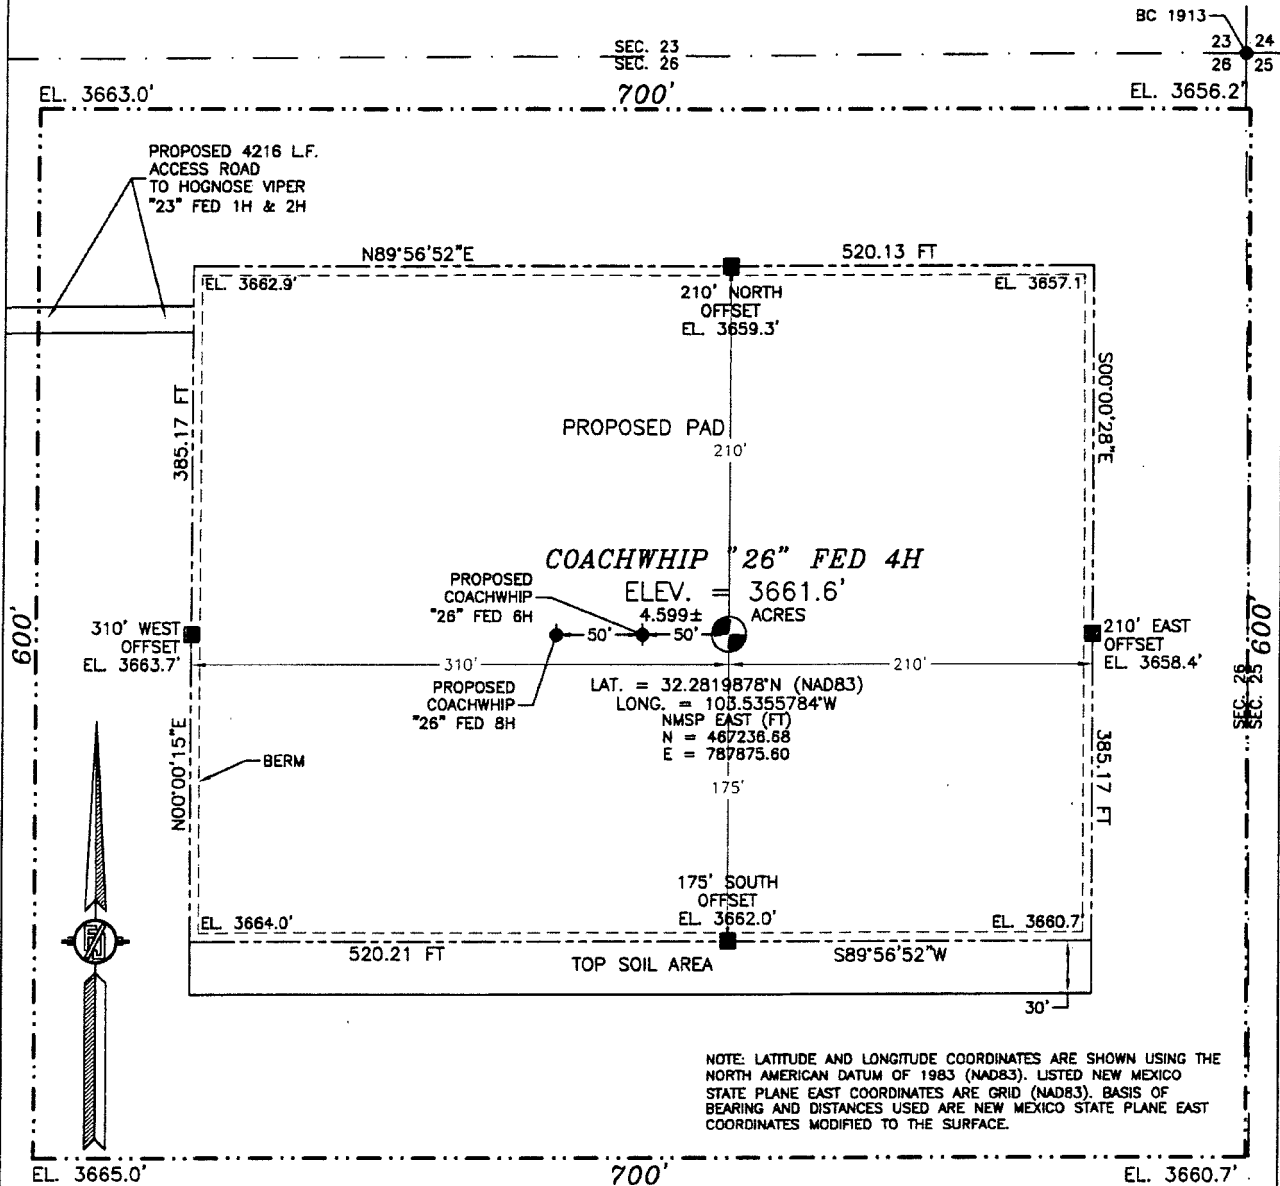 BC 1913
23 24
26 25
SEC. 23
SEC. 26
EL. 3663.0'
700'
EL. 3656.2'
PROPOSED 4216 L.F.
ACCESS ROAD
TO HOGNOSE VIPER
"23" FED 1H & 2H
N89°56'52"E
520.13 FT
EL. 3662.9'
210' NORTH
OFFSET
EL. 3659.3'
EL. 3657.1'
385.17 FT
S00°00'28"E
PROPOSED PAD
210'
COACHWHIP "26" FED 4H
ELEV. = 3661.6'
4.599± ACRES
PROPOSED
COACHWHIP
"26" FED 6H
50'
50'
600'
310' WEST
OFFSET
EL. 3663.7'
310'
210'
210' EAST
OFFSET
EL. 3658.4'
600'
SEC. 26
SEC. 25
PROPOSED
COACHWHIP
"26" FED 8H
LAT. = 32.2819878°N (NAD83)
LONG. = 103.5355784°W
NMSP EAST (FT)
N = 467236.68
E = 787875.60
N00°00'15"E
BERM
175'
385.17 FT
175' SOUTH
OFFSET
EL. 3662.0'
EL. 3664.0'
EL. 3660.7'
520.21 FT
TOP SOIL AREA
S89°56'52"W
30'
NOTE: LATITUDE AND LONGITUDE COORDINATES ARE SHOWN USING THE
NORTH AMERICAN DATUM OF 1983 (NAD83). LISTED NEW MEXICO
STATE PLANE EAST COORDINATES ARE GRID (NAD83). BASIS OF
BEARING AND DISTANCES USED ARE NEW MEXICO STATE PLANE EAST
COORDINATES MODIFIED TO THE SURFACE.
EL. 3665.0'
700'
EL. 3660.7'